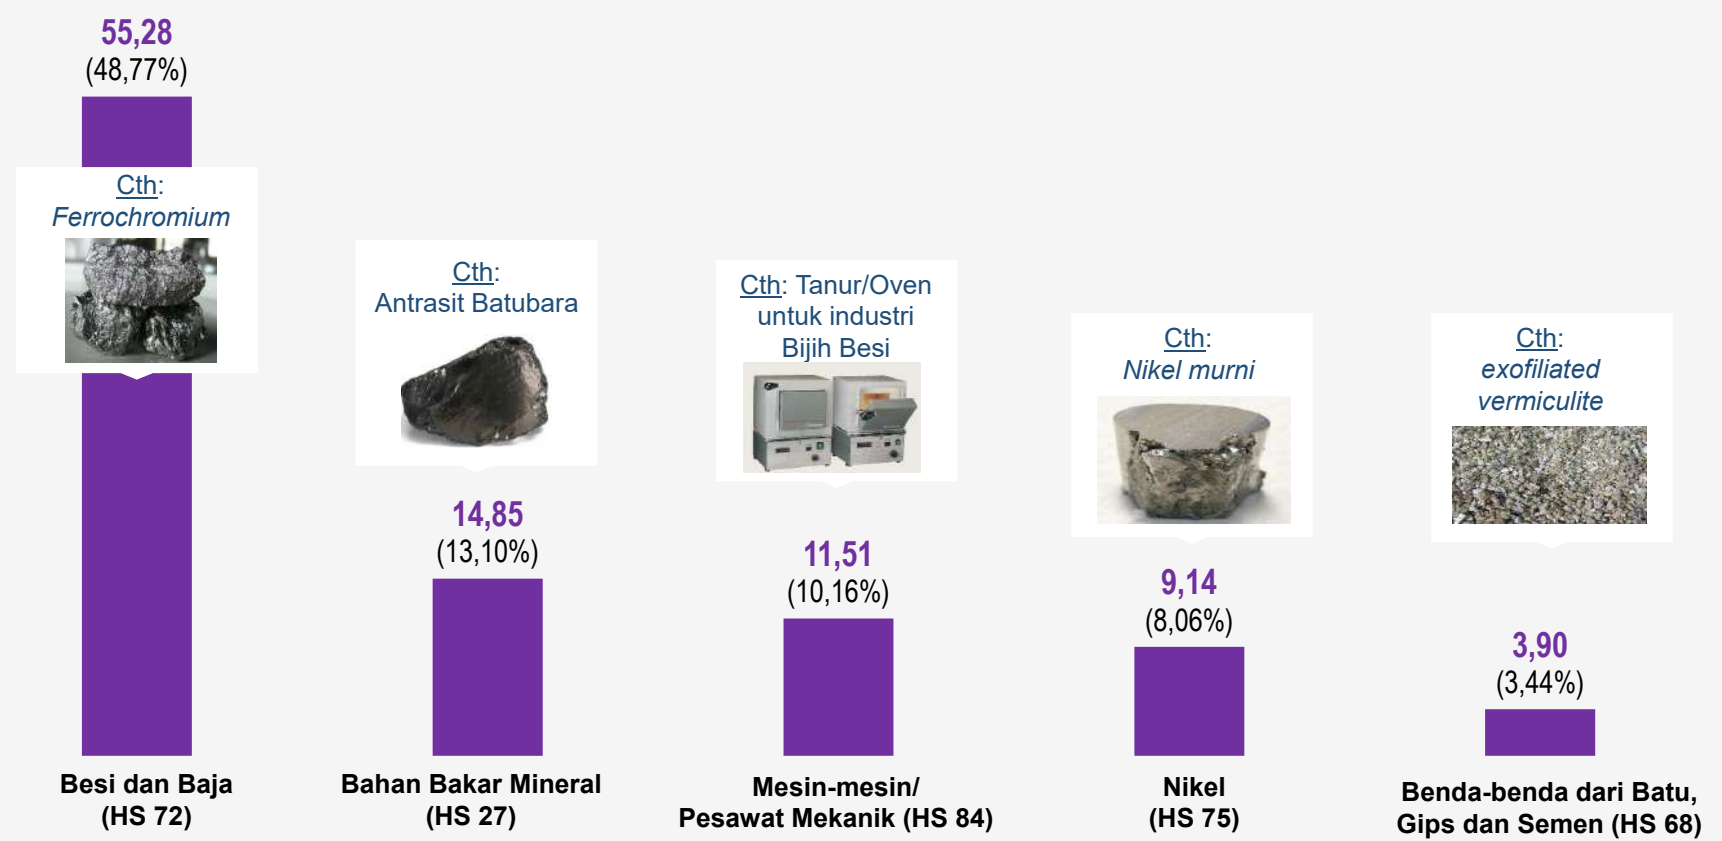 55,28
(48,77%)
Cth:
Ferrochromium
Besi dan Baja
(HS 72)
Cth:
Antrasit Batubara
14,85
(13,10%)
Bahan Bakar Mineral
(HS 27)
Cth: Tanur/Oven
untuk industri
Bijih Besi
11,51
(10,16%)
Mesin-mesin/
Pesawat Mekanik (HS 84)
Cth:
Nikel murni
9,14
(8,06%)
Nikel
(HS 75)
Cth:
exofiliated
vermiculite
3,90
(3,44%)
Benda-benda dari Batu,
Gips dan Semen (HS 68)